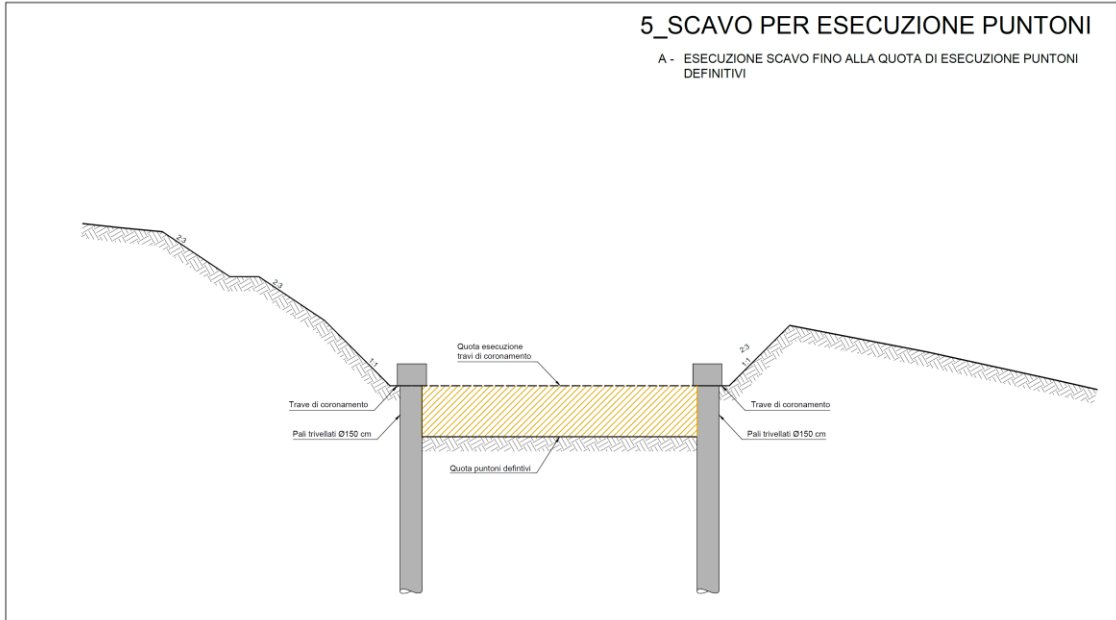 5_SCAVO PER ESECUZIONE PUNTONI
A - ESECUZIONE SCAVO FINO ALLA QUOTA DI ESECUZIONE PUNTONI
DEFINITIVI
2:3
2:3
1:1
Quota esecuzione
travi di coronamento
2:3
1:1
Trave di coronamento
Trave di coronamento
Pali trivellati Ø150 cm
Pali trivellati Ø150 cm
Quota puntoni defintivi